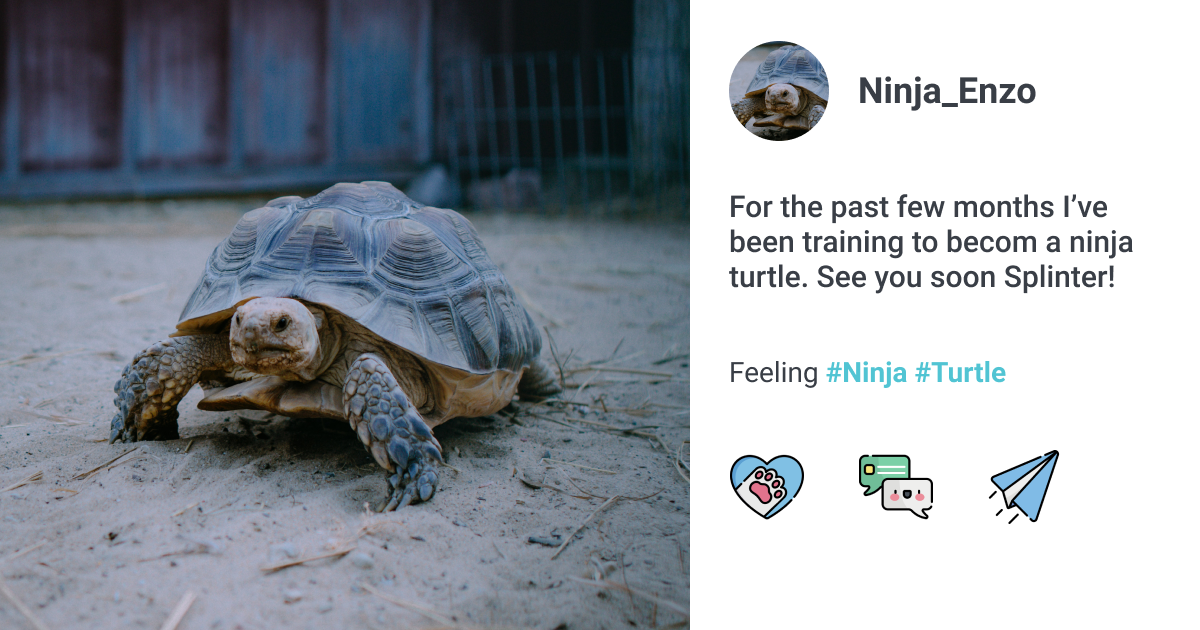 Ninja_Enzo
For the past few months I’ve
been training to becom a ninja
turtle. See you soon Splinter!
Feeling #Ninja #Turtle